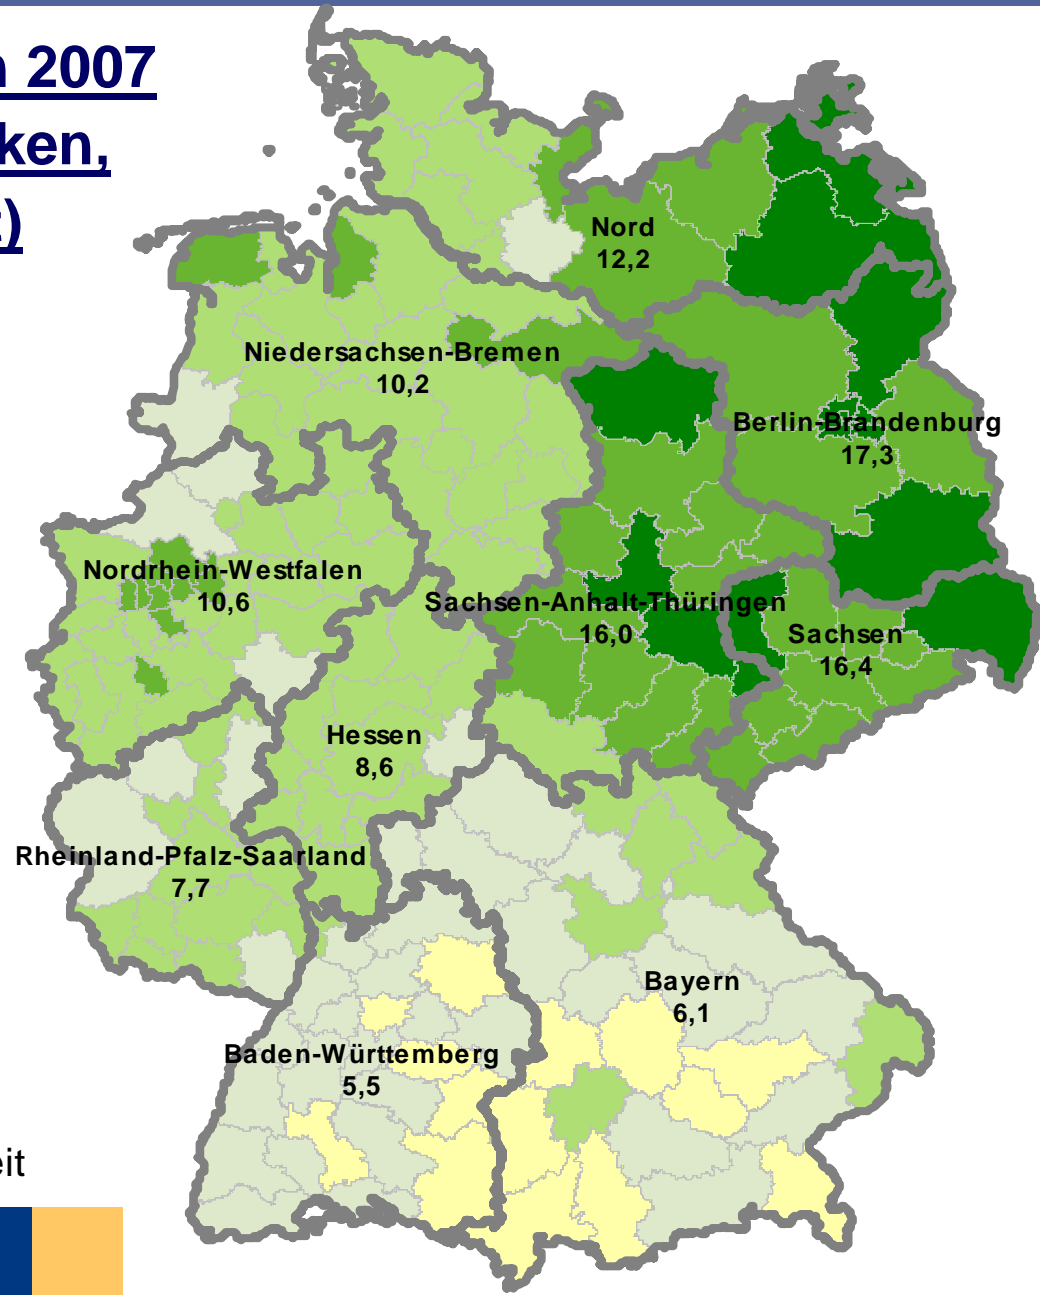 n 2007
ken,
t)
Nord
12,2
Niedersachsen-Bremen
10,2
Berlin-Brandenburg
17,3
Nordrhein-Westfalen
10,6
Sachsen-Anhalt-Thüringen
16,0
Sachsen
16,4
Hessen
8,6
Rheinland-Pfalz-Saarland
7,7
Bayern
6,1
Baden-Württemberg
5,5
eit